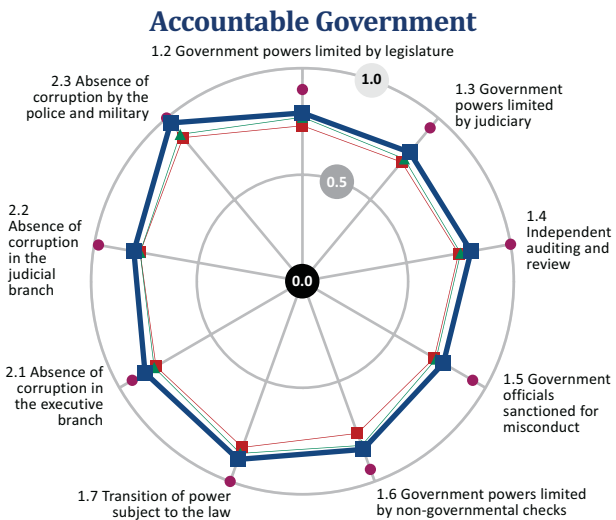 Accountable Government
1.2 Government powers limited by legislature
1.0
1.3 Government
powers limited
by judiciary
0.5
1.4
Independent
auditing and
review
0.0
1.5 Government
officials
sanctioned for
misconduct
1.6 Government powers limited
by non-governmental checks
1.7 Transition of power
subject to the law
2.1 Absence of
corruption in
the executive
branch
2.2
Absence of
corruption
in the
judicial
branch
2.3 Absence of
corruption by the
police and military